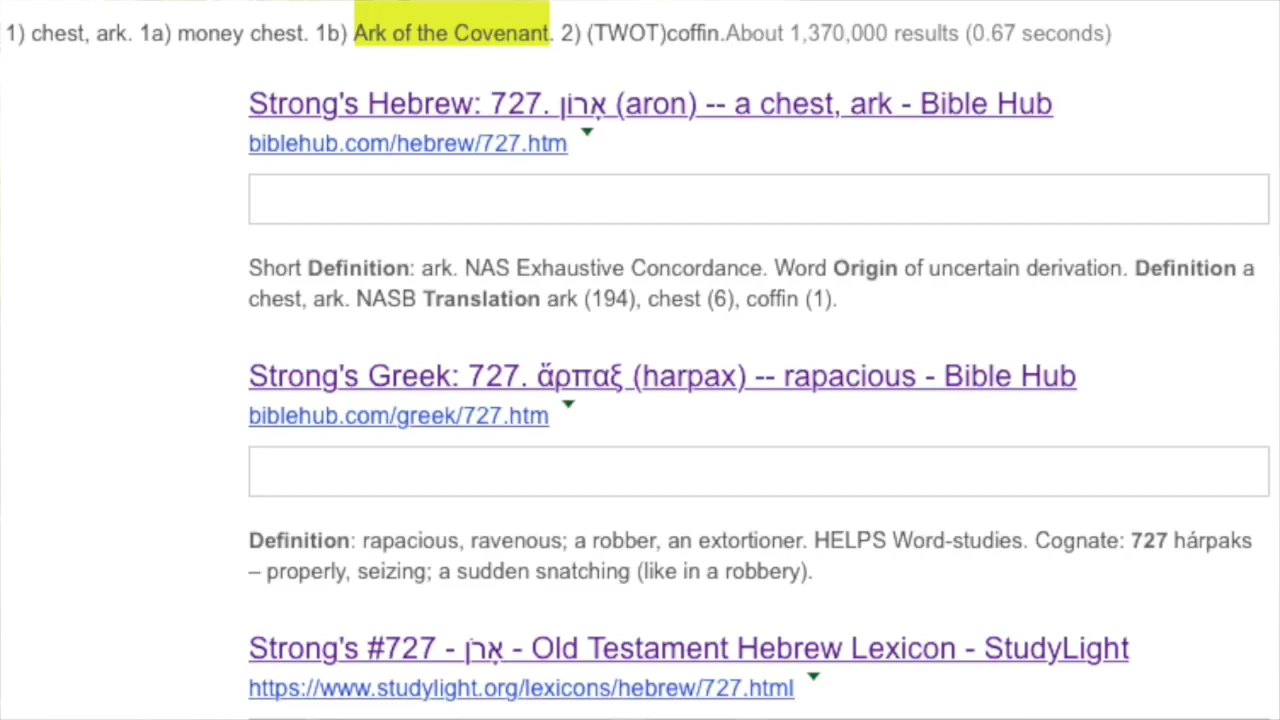 1) chest, ark. 1a) money chest. 1b) Ark of the Covenant. 2) (TWOT)coffin.About 1,370,000 results (0.67 seconds)
Strong's Hebrew: 727. אָרוֹן (aron) -- a chest, ark - Bible Hub
biblehub.com/hebrew/727.htm
Short Definition: ark. NAS Exhaustive Concordance. Word Origin of uncertain derivation. Definition a
chest, ark. NASB Translation ark (194), chest (6), coffin (1).
Strong's Greek: 727. ἅρπαξ (harpax) -- rapacious - Bible Hub
biblehub.com/greek/727.htm
Definition: rapacious, ravenous; a robber, an extortioner. HELPS Word-studies. Cognate: 727 hárpaks
– properly, seizing; a sudden snatching (like in a robbery).
Strong's #727 - אָרֹן - Old Testament Hebrew Lexicon - StudyLight
https://www.studylight.org/lexicons/hebrew/727.html